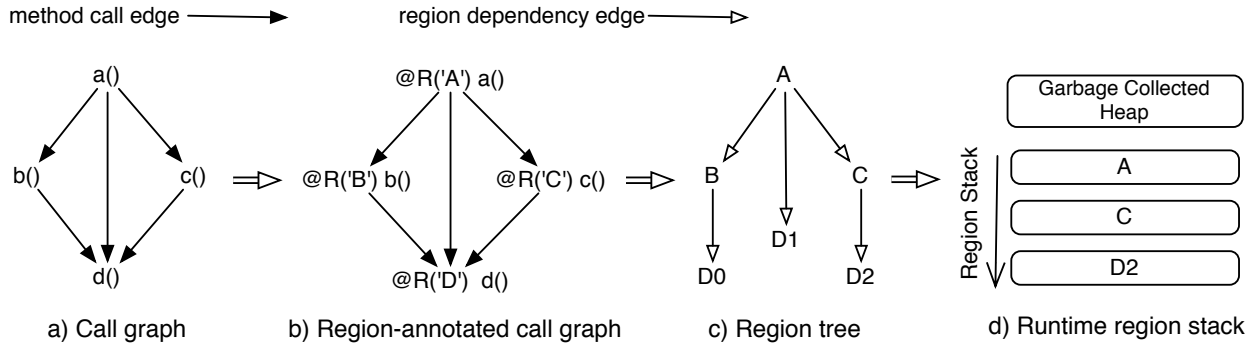 method call edge
region dependency edge
a()
b()
c()
d()
a) Call graph
@R('A') a()
@R('B') b()
@R('C') c()
@R('D') d()
b) Region-annotated call graph
A
B
C
D1
D0
D2
c) Region tree
Garbage Collected
Heap
Region Stack
A
C
D2
d) Runtime region stack